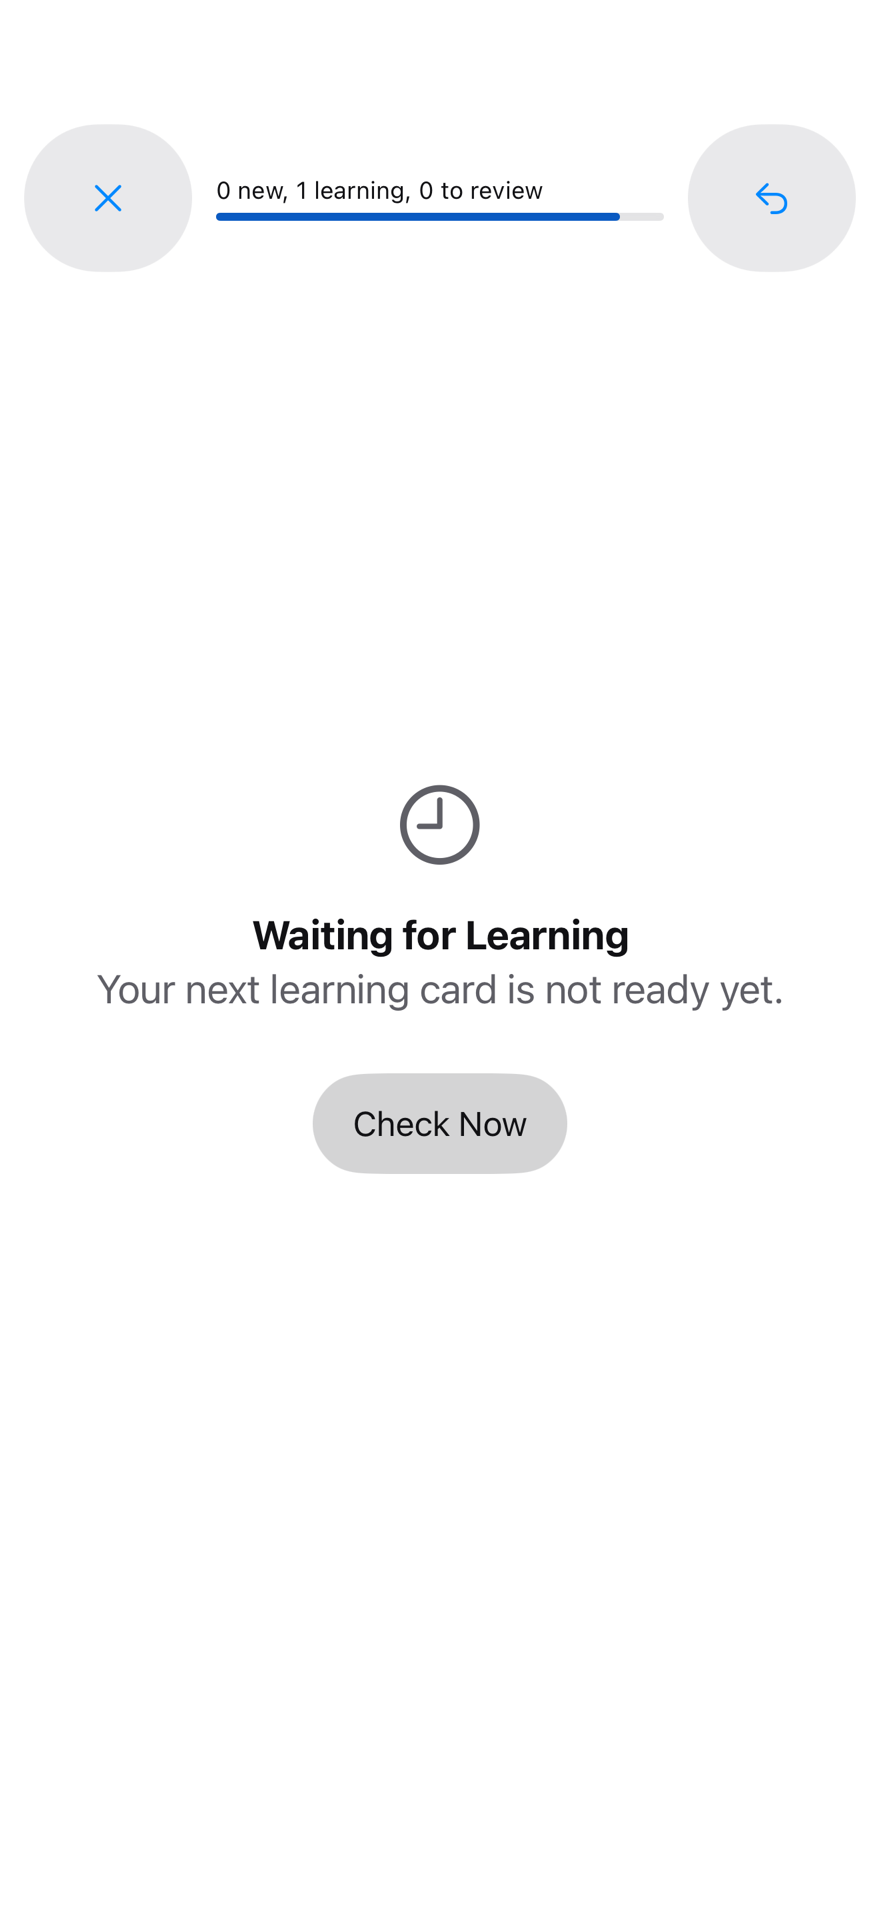 0 new, 1 learning, 0 to review
Waiting for Learning
Your next learning card is not ready yet.
Check Now